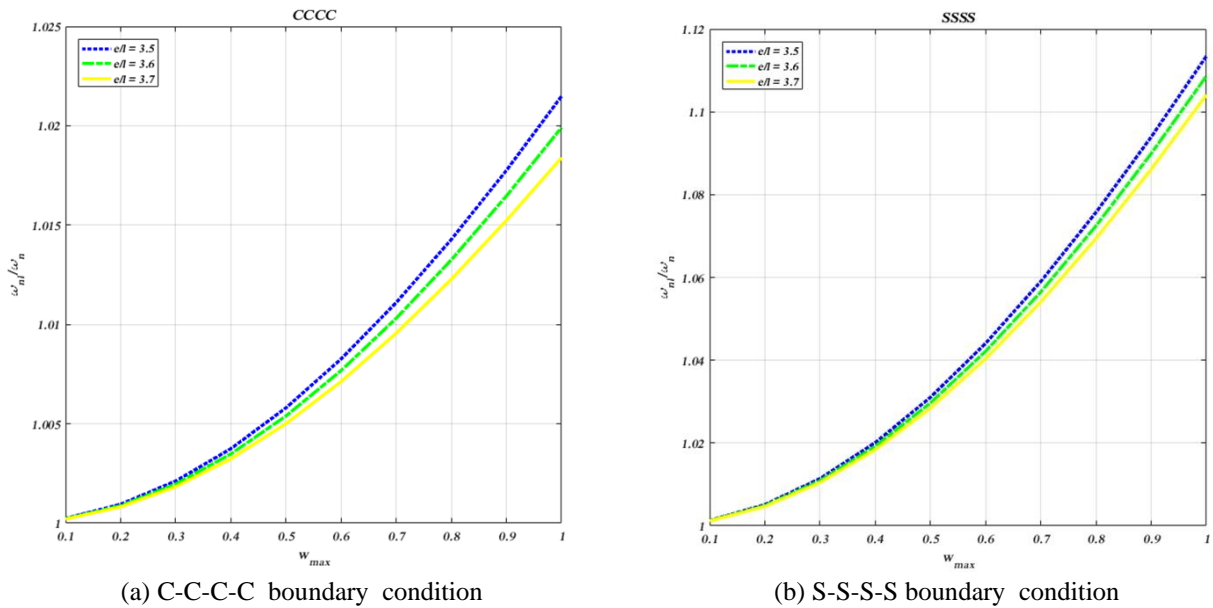 CCCC
1.025
1.02
1.015
1.01
1.005
1
ω_nl/ω_n
e/l = 3.5
e/l = 3.6
e/l = 3.7
0.1 0.2 0.3 0.4 0.5 0.6 0.7 0.8 0.9 1
w_max
(a) C-C-C-C boundary condition
SSSS
1.12
1.1
1.08
1.06
1.04
1.02
1
ω_nl/ω_n
e/l = 3.5
e/l = 3.6
e/l = 3.7
0.1 0.2 0.3 0.4 0.5 0.6 0.7 0.8 0.9 1
w_max
(b) S-S-S-S boundary condition